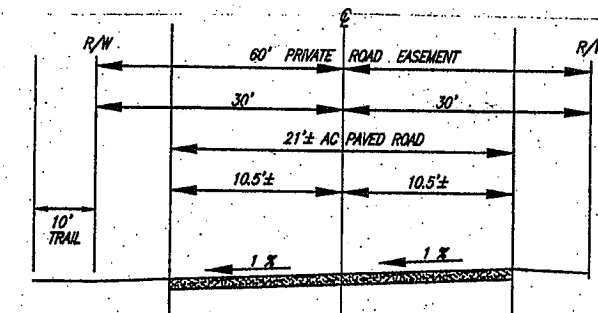 ℄
R/W
R/W
60' PRIVATE ROAD EASEMENT
30' 30'
21'± AC PAVED ROAD
10.5'± 10.5'±
10'
TRAIL
1 % 1 %